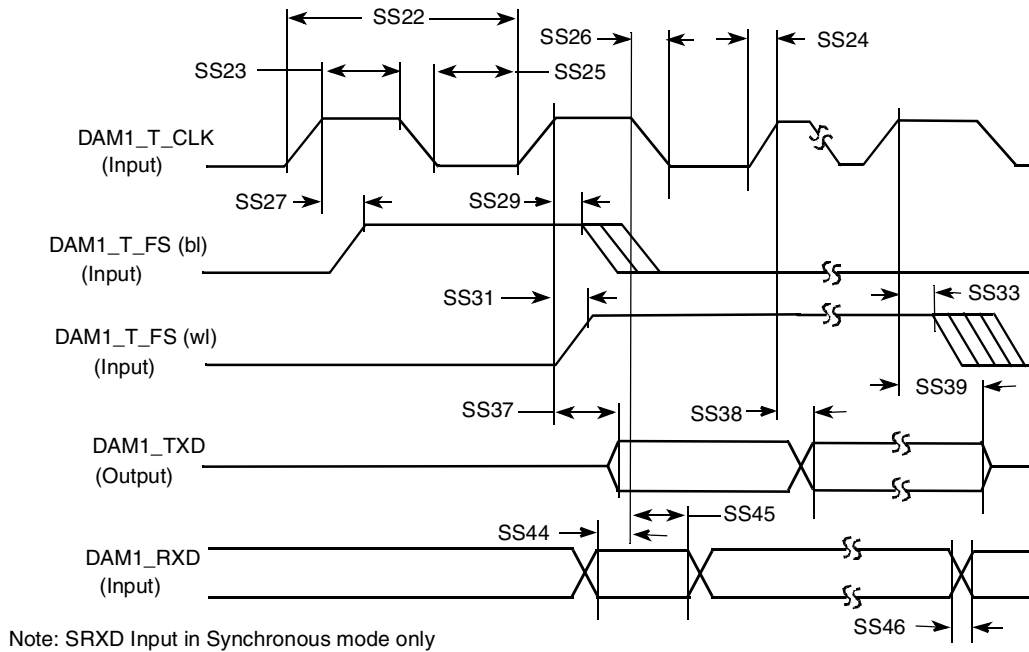 SS22
SS23
SS25
SS26
SS24
DAM1_T_CLK
(Input)
SS27
SS29
DAM1_T_FS (bl)
(Input)
SS31
SS33
DAM1_T_FS (wl)
(Input)
SS39
SS37
SS38
DAM1_TXD
(Output)
SS44
SS45
DAM1_RXD
(Input)
SS46
Note: SRXD Input in Synchronous mode only